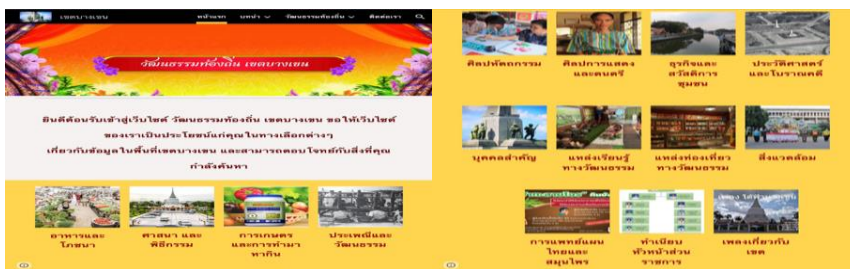 เขตบางเขน
หน้าแรก บทนำ วัฒนธรรมท้องถิ่น ติดต่อเรา
วัฒนธรรมท้องถิ่น เขตบางเขน
ยินดีต้อนรับเข้าสู่เว็บไซต์ วัฒนธรรมท้องถิ่น เขตบางเขน ขอให้เว็บไซต์
ของเราเป็นประโยชน์แก่คุณในทางเลือกต่างๆ
เกี่ยวกับข้อมูลในพื้นที่เขตบางเขน และสามารถตอบโจทย์กับสิ่งที่คุณ
กำลังค้นหา
อาหารและ
โภชนา
ศาสนา และ
พิธีกรรม
การเกษตร
และการทำมา
หากิน
ประเพณีและ
วัฒนธรรม
ศิลปหัตถกรรม
ศิลปการแสดง
และดนตรี
ธุรกิจและ
สวัสดิการ
ชุมชน
ประวัติศาสตร์
และโบราณคดี
บุคคลสำคัญ
แหล่งเรียนรู้
ทางวัฒนธรรม
แหล่งท่องเที่ยว
ทางวัฒนธรรม
สิ่งแวดล้อม
การแพทย์แผน
ไทยและ
สมุนไพร
ทำเนียบ
หัวหน้าส่วน
ราชการ
เพลงเกี่ยวกับ
เขต